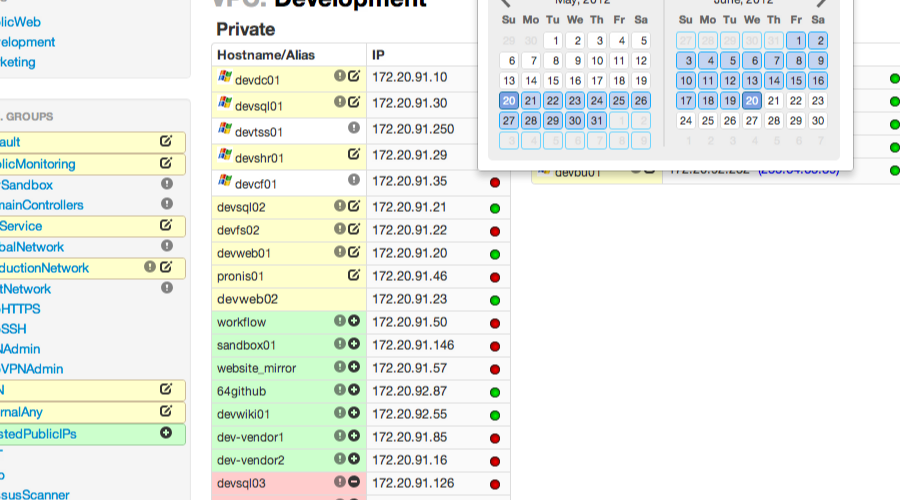 licWeb
elopment
keting
. GROUPS
ault
licMonitoring
Sandbox
mainControllers
Service
balNetwork
ductionNetwork
tNetwork
HTTPS
SSH
NAdmin
VPNAdmin
N
rnalAny
stedPublicIPs
susScanner
VPG: Development
Private
Hostname/Alias IP
devdc01 172.20.91.10
devsql01 172.20.91.30
devtss01 172.20.91.250
devshr01 172.20.91.29
devcf01 172.20.91.35
devsql02 172.20.91.21
devfs02 172.20.91.22
devweb01 172.20.91.20
pronis01 172.20.91.46
devweb02 172.20.91.23
workflow 172.20.91.50
sandbox01 172.20.91.146
website_mirror 172.20.91.57
64github 172.20.92.87
devwiki01 172.20.92.55
dev-vendor1 172.20.91.85
dev-vendor2 172.20.91.16
devsql03 172.20.91.126
May, 2012
Su Mo Tu We Th Fr Sa
29 30 1 2 3 4 5
6 7 8 9 10 11 12
13 14 15 16 17 18 19
20 21 22 23 24 25 26
27 28 29 30 31 1 2
3 4 5 6 7 8 9
June, 2012
Su Mo Tu We Th Fr Sa
27 28 29 30 31 1 2
3 4 5 6 7 8 9
10 11 12 13 14 15 16
17 18 19 20 21 22 23
24 25 26 27 28 29 30
1 2 3 4 5 6 7